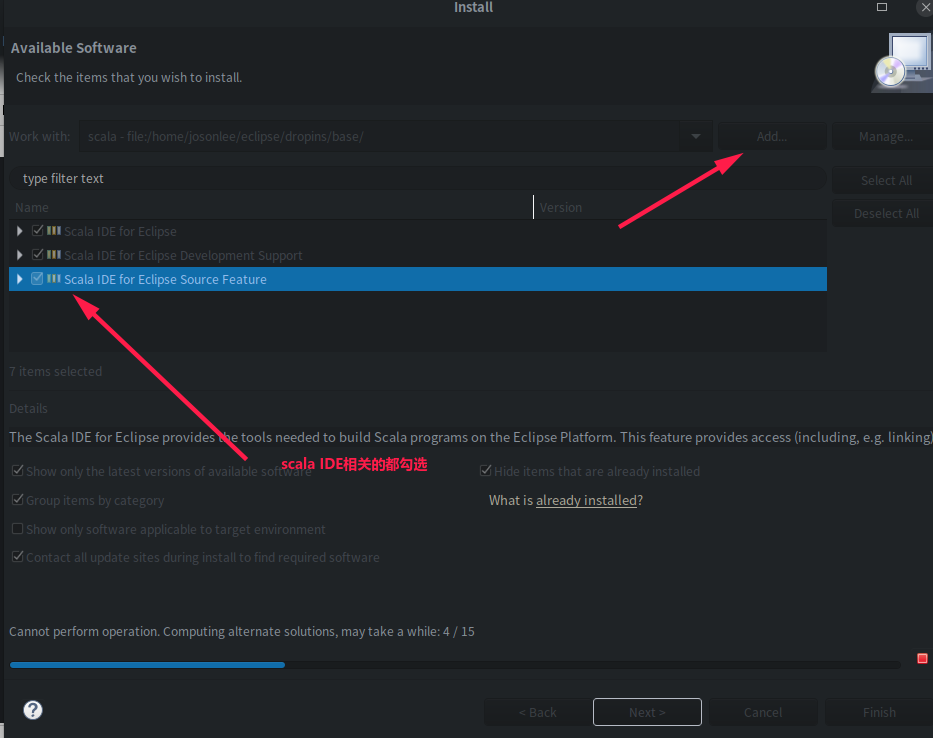 Install
Available Software
Check the items that you wish to install.
Work with: scala - file:/home/josonlee/eclipse/dropins/base/ Add... Manage...
type filter text
Select All
Name Version
Deselect All
Scala IDE for Eclipse
Scala IDE for Eclipse Development Support
Scala IDE for Eclipse Source Feature
7 items selected
Details
The Scala IDE for Eclipse provides the tools needed to build Scala programs on the Eclipse Platform. This feature provides access (including, e.g. linking)
scala IDE相关的都勾选
Show only the latest versions of available software Hide items that are already installed
Group items by category What is already installed?
Show only software applicable to target environment
Contact all update sites during install to find required software
Cannot perform operation. Computing alternate solutions, may take a while: 4 / 15
? < Back Next > Cancel Finish